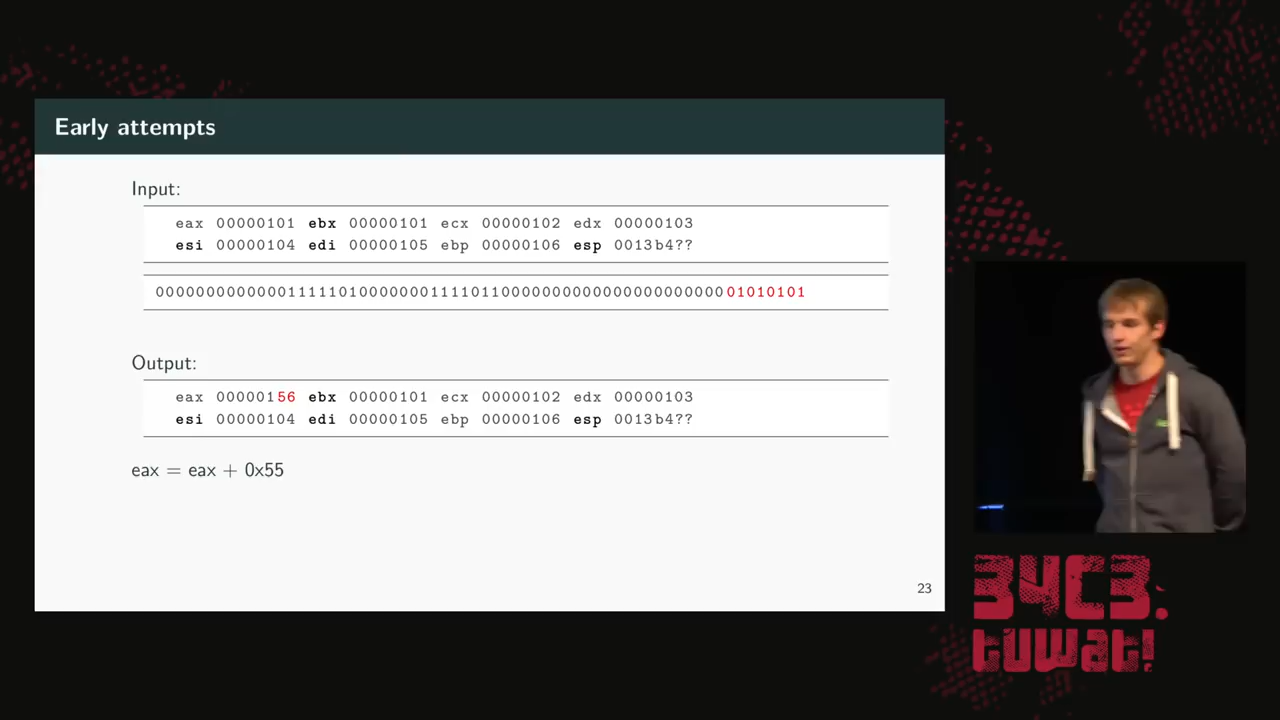 Early attempts
Input:
eax 00000101 ebx 00000101 ecx 00000102 edx 00000103
esi 00000104 edi 00000105 ebp 00000106 esp 0013b4??
0000000000000111110100000001111011000000000000000000000001010101
Output:
eax 00000156 ebx 00000101 ecx 00000102 edx 00000103
esi 00000104 edi 00000105 ebp 00000106 esp 0013b4??
eax = eax + 0x55
23
34C3.
tuwat!